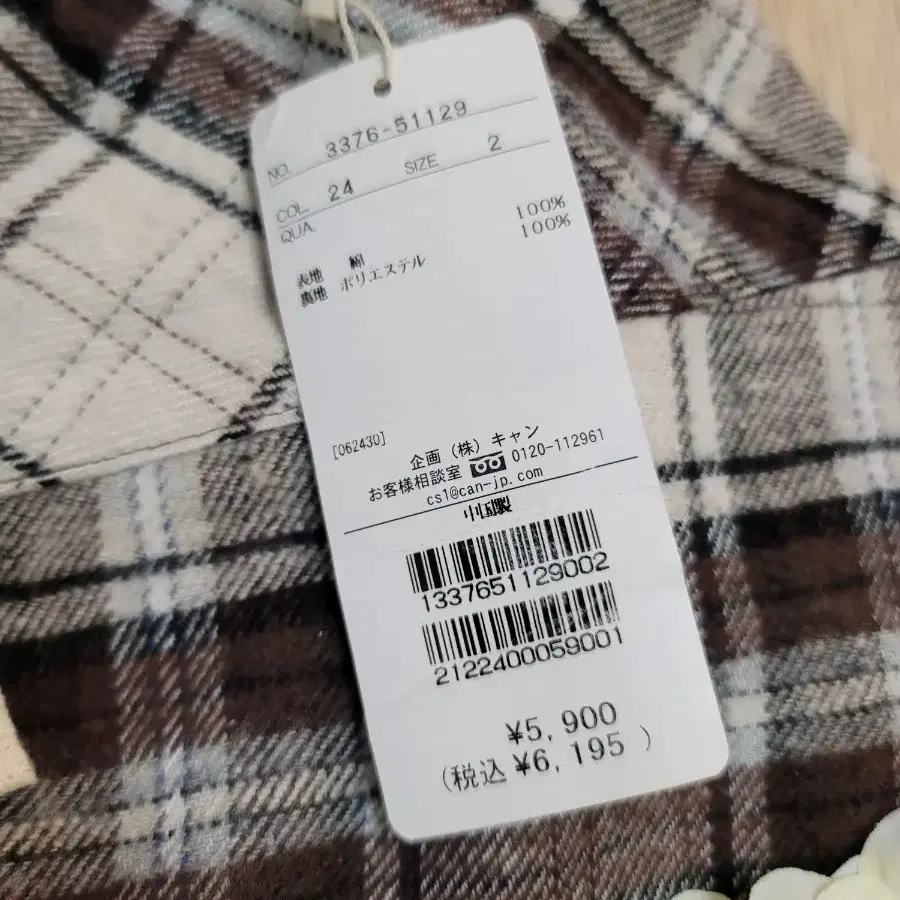 NO. 3376-51129
COL. 24 SIZE 2
QUA.
表地 綿 100%
裏地 ポリエステル 100%
[062430]
企画 (株) キャン
お客様相談室 0120-112961
cs1@can-jp.com
中国製
1337651129002
2122400059001
¥5,900
(税込 ¥6,195 )